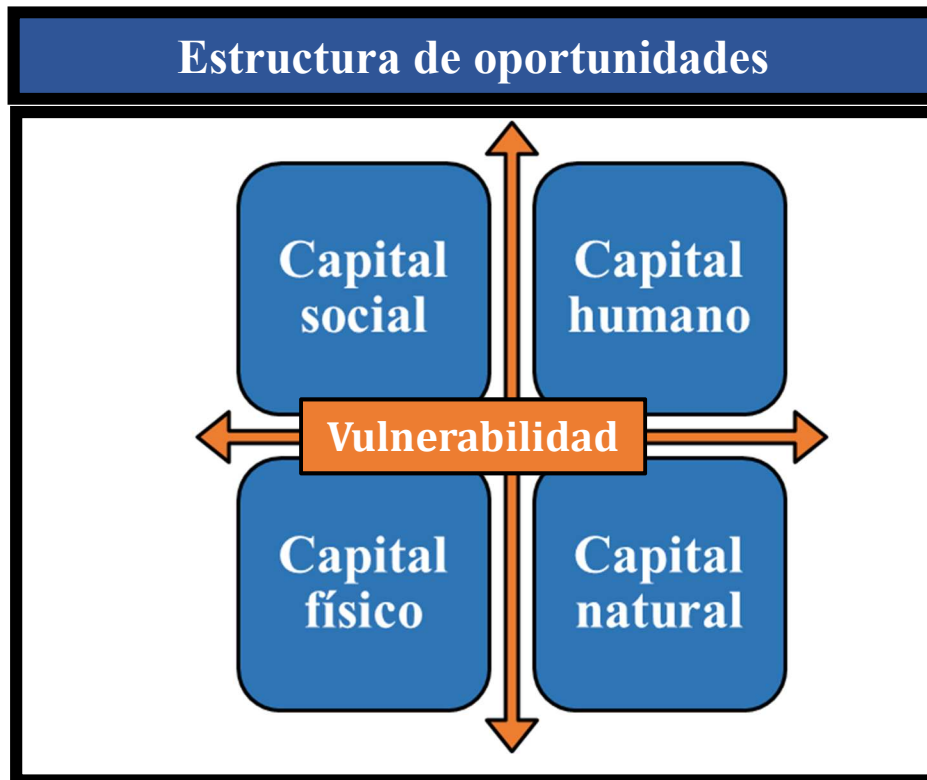 Estructura de oportunidades
Capital
social
Capital
humano
Vulnerabilidad
Capital
físico
Capital
natural